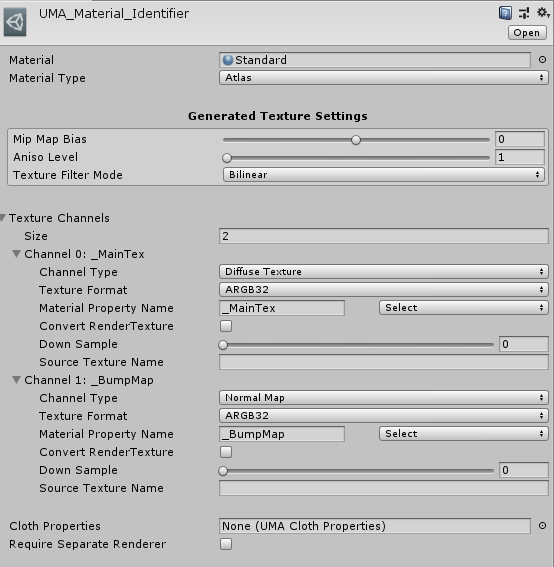 UMA_Material_Identifier
Open
Material Standard
Material Type Atlas
Generated Texture Settings
Mip Map Bias 0
Aniso Level 1
Texture Filter Mode Bilinear
Texture Channels
Size 2
Channel 0: _MainTex
Channel Type Diffuse Texture
Texture Format ARGB32
Material Property Name _MainTex Select
Convert RenderTexture
Down Sample 0
Source Texture Name
Channel 1: _BumpMap
Channel Type Normal Map
Texture Format ARGB32
Material Property Name _BumpMap Select
Convert RenderTexture
Down Sample 0
Source Texture Name
Cloth Properties None (UMA Cloth Properties)
Require Separate Renderer